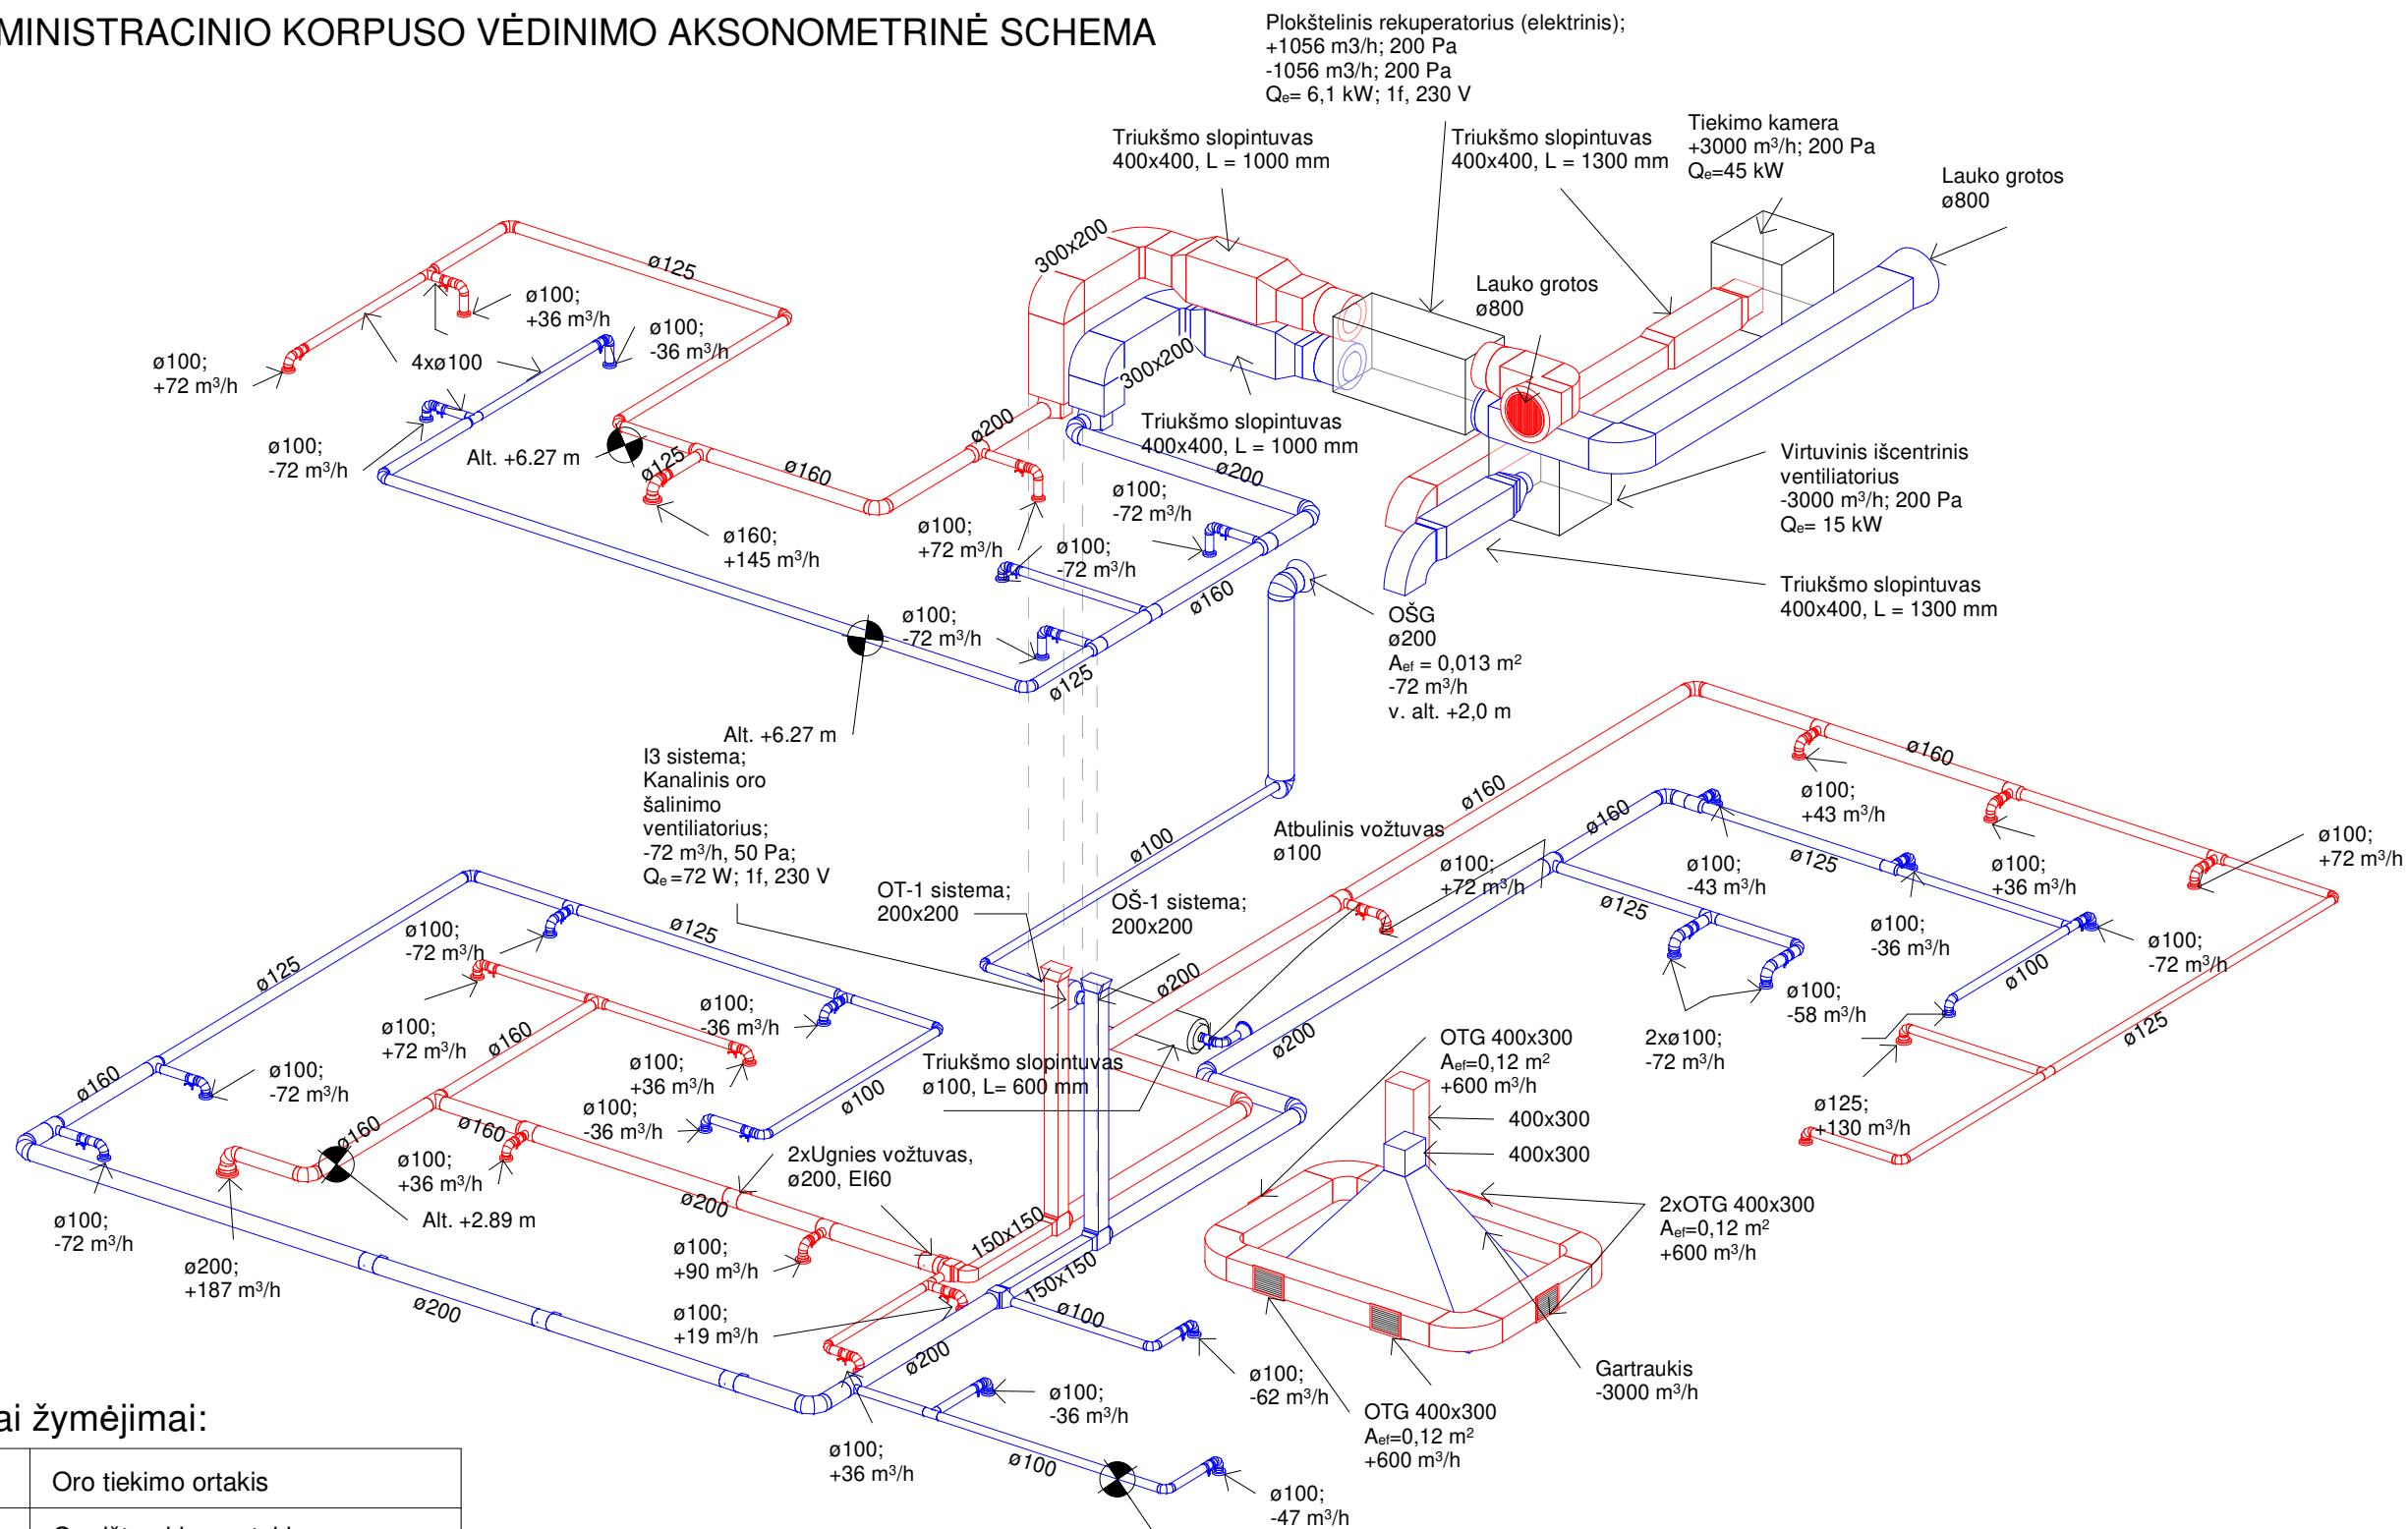 MINISTRACINIO KORPUSO VĖDINIMO AKSONOMETRINĖ SCHEMA
Plokštelinis rekuperatorius (elektrinis);
+1056 m3/h; 200 Pa
-1056 m3/h; 200 Pa
Qe= 6,1 kW; 1f, 230 V
Triukšmo slopintuvas
400x400, L = 1000 mm
Triukšmo slopintuvas
400x400, L = 1300 mm
Tiekimo kamera
+3000 m³/h; 200 Pa
Qe=45 kW
Lauko grotos
ø800
Lauko grotos
ø800
300x200
300x200
ø125
ø100;
+36 m³/h
ø100;
-36 m³/h
ø100;
+72 m³/h
4xø100
ø100;
-72 m³/h
Alt. +6.27 m
ø125
ø160
ø200
ø160;
+145 m³/h
Triukšmo slopintuvas
400x400, L = 1000 mm
ø200
ø100;
+72 m³/h
ø100;
-72 m³/h
ø100;
-72 m³/h
ø100;
-72 m³/h
ø160
ø125
Virtuvinis išcentrinis
ventiliatorius
-3000 m³/h; 200 Pa
Qe= 15 kW
Triukšmo slopintuvas
400x400, L = 1300 mm
OŠG
ø200
Aef = 0,013 m²
-72 m³/h
v. alt. +2,0 m
Alt. +6.27 m
I3 sistema;
Kanalinis oro
šalinimo
ventiliatorius;
-72 m³/h, 50 Pa;
Qe =72 W; 1f, 230 V
OT-1 sistema;
200x200
OŠ-1 sistema;
200x200
ø100
Atbulinis vožtuvas
ø100
ø160
ø160
ø160
ø100;
+72 m³/h
ø100;
+43 m³/h
ø100;
+36 m³/h
ø100;
+72 m³/h
ø100;
-43 m³/h
ø125
ø125
ø100;
-36 m³/h
ø100;
-72 m³/h
ø100
ø125
ø100;
-58 m³/h
2xø100;
-72 m³/h
ø125;
+130 m³/h
ø200
ø200
Triukšmo slopintuvas
ø100, L= 600 mm
ø125
ø125
ø100;
-72 m³/h
ø100;
+72 m³/h
ø100;
-36 m³/h
ø160
ø100;
+36 m³/h
ø100;
-36 m³/h
ø100
ø160
ø100;
-72 m³/h
ø160
ø160
ø100;
+36 m³/h
Alt. +2.89 m
ø100;
-72 m³/h
ø200;
+187 m³/h
2xUgnies vožtuvas,
ø200, EI60
ø200
ø100;
+90 m³/h
150x150
150x150
ø100;
+19 m³/h
ø200
ø200
ø100
ø100;
-62 m³/h
ø100;
-36 m³/h
ø100;
+36 m³/h
ø100
ø100;
-47 m³/h
OTG 400x300
Aef=0,12 m²
+600 m³/h
400x300
400x300
2xOTG 400x300
Aef=0,12 m²
+600 m³/h
Gartraukis
-3000 m³/h
OTG 400x300
Aef=0,12 m²
+600 m³/h
ai žymėjimai:
Oro tiekimo ortakis